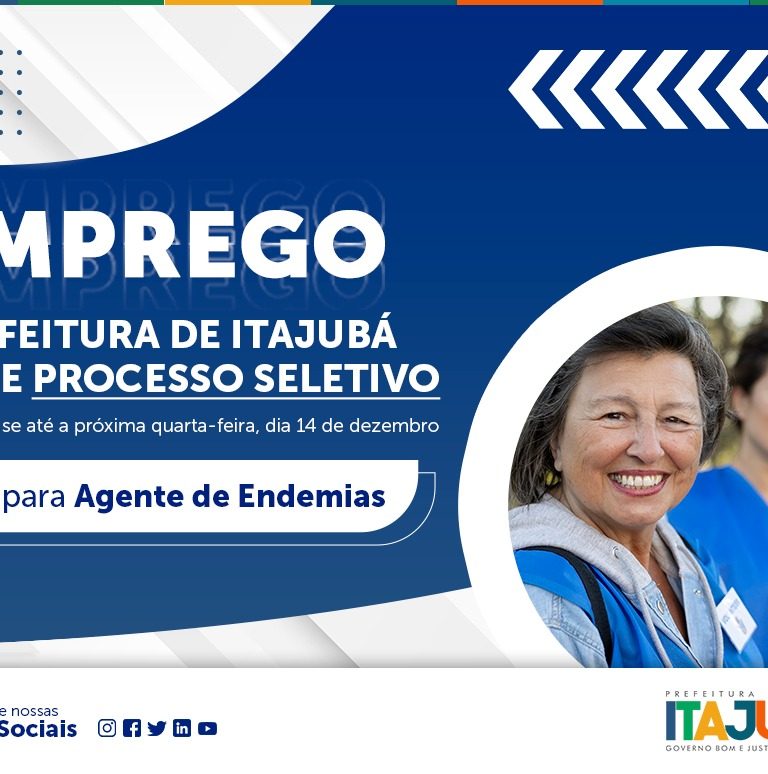 MPREGO
FEITURA DE ITAJUBÁ
E PROCESSO SELETIVO
se até a próxima quarta-feira, dia 14 de dezembro
para Agente de Endemias
e nossas
Sociais
PREFEITURA
ITAJU
GOVERNO BOM E JUST